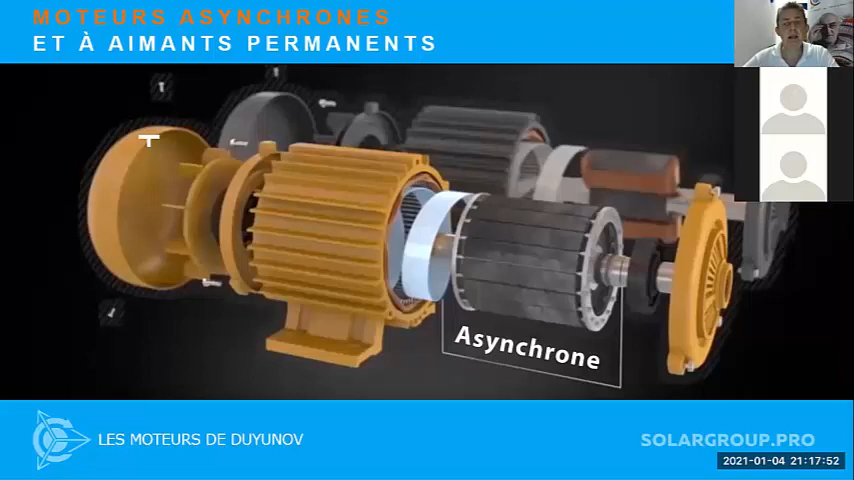 MOTEURS ASYNCHRONES
ET À AIMANTS PERMANENTS
Asynchrone
LES MOTEURS DE DUYUNOV
SOLARGROUP.PRO
2021-01-04 21:17:52